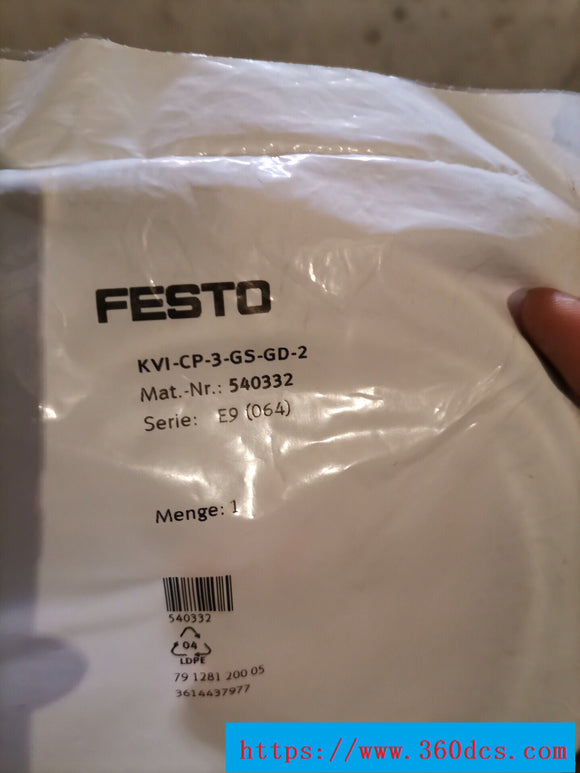 FESTO
KVI-CP-3-GS-GD-2
Mat.-Nr.: 540332
Serie: E9 (064)
Menge: 1
540332
04
LDPE
79 1281 200 05
3614437977
https://www.360dcs.com